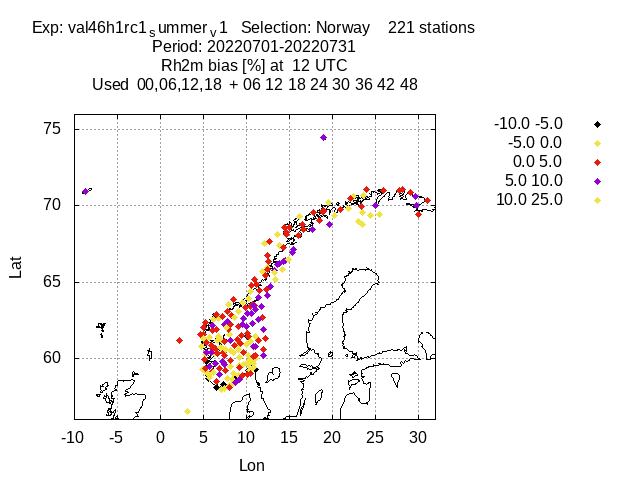 Exp: val46h1rc1summerv1 Selection: Norway 221 stations
Period: 20220701-20220731
Rh2m bias [%] at 12 UTC
Used 00,06,12,18 + 06 12 18 24 30 36 42 48
-10.0 -5.0
-5.0 0.0
0.0 5.0
5.0 10.0
10.0 25.0
75
70
65
60
Lat
-10 -5 0 5 10 15 20 25 30
Lon